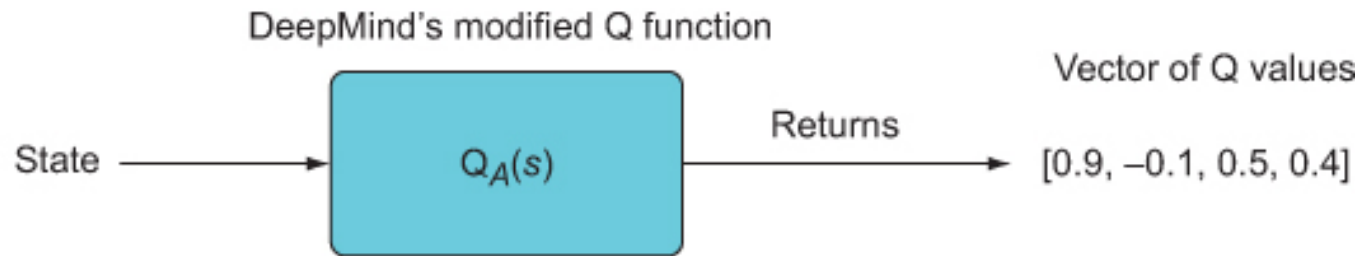 DeepMind's modified Q function
Vector of Q values
State
Q_A(s)
Returns
[0.9, –0.1, 0.5, 0.4]